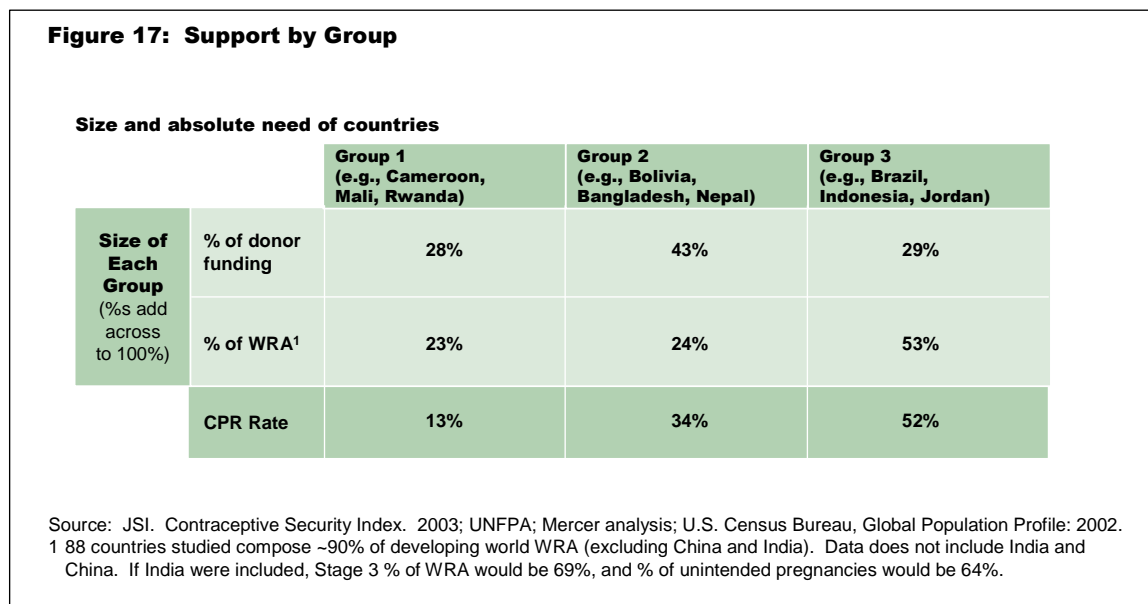 Figure 17:  Support by Group
Size and absolute need of countries
Group 1
(e.g., Cameroon,
Mali, Rwanda)
Group 2
(e.g., Bolivia,
Bangladesh, Nepal)
Group 3
(e.g., Brazil,
Indonesia, Jordan)
Size of
Each
Group
(%s add
across
to 100%)
% of donor
funding
28%
43%
29%
% of WRA¹
23%
24%
53%
CPR Rate
13%
34%
52%
Source:  JSI.  Contraceptive Security Index.  2003; UNFPA; Mercer analysis; U.S. Census Bureau, Global Population Profile: 2002.
1 88 countries studied compose ~90% of developing world WRA (excluding China and India).  Data does not include India and
China.  If India were included, Stage 3 % of WRA would be 69%, and % of unintended pregnancies would be 64%.